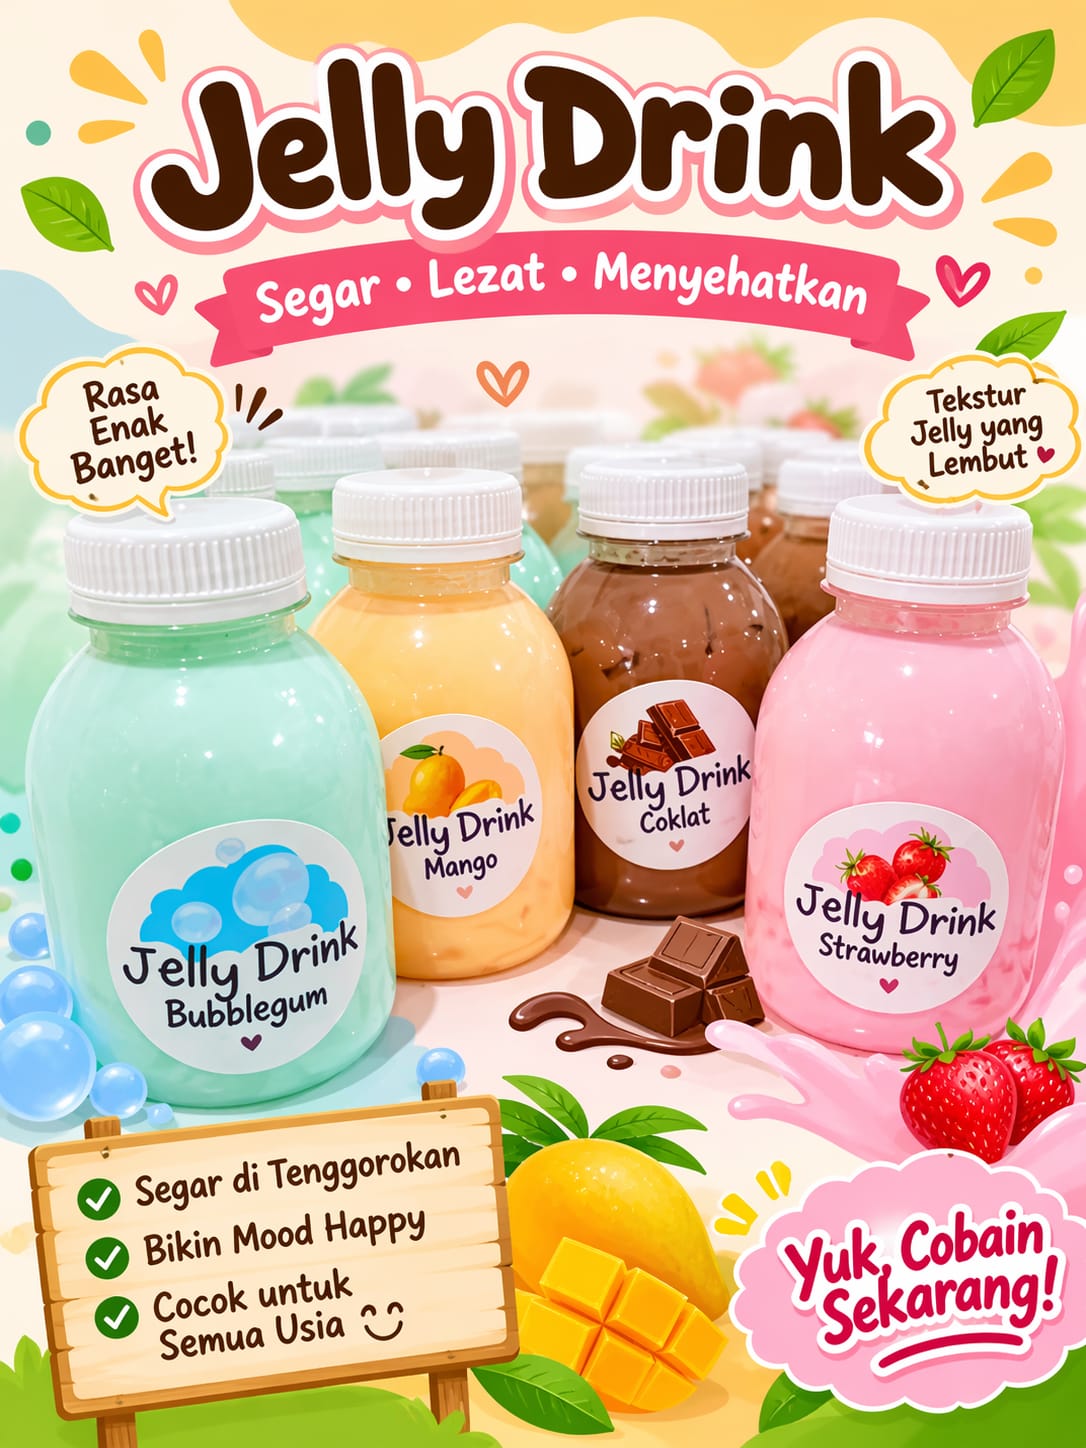 Jelly Drink
Segar • Lezat • Menyehatkan
Rasa
Enak
Banget!
Tekstur
Jelly yang
Lembut
Jelly Drink
Bubblegum
Jelly Drink
Mango
Jelly Drink
Coklat
Jelly Drink
Strawberry
Segar di Tenggorokan
Bikin Mood Happy
Cocok untuk
Semua Usia
Yuk, Cobain
Sekarang!